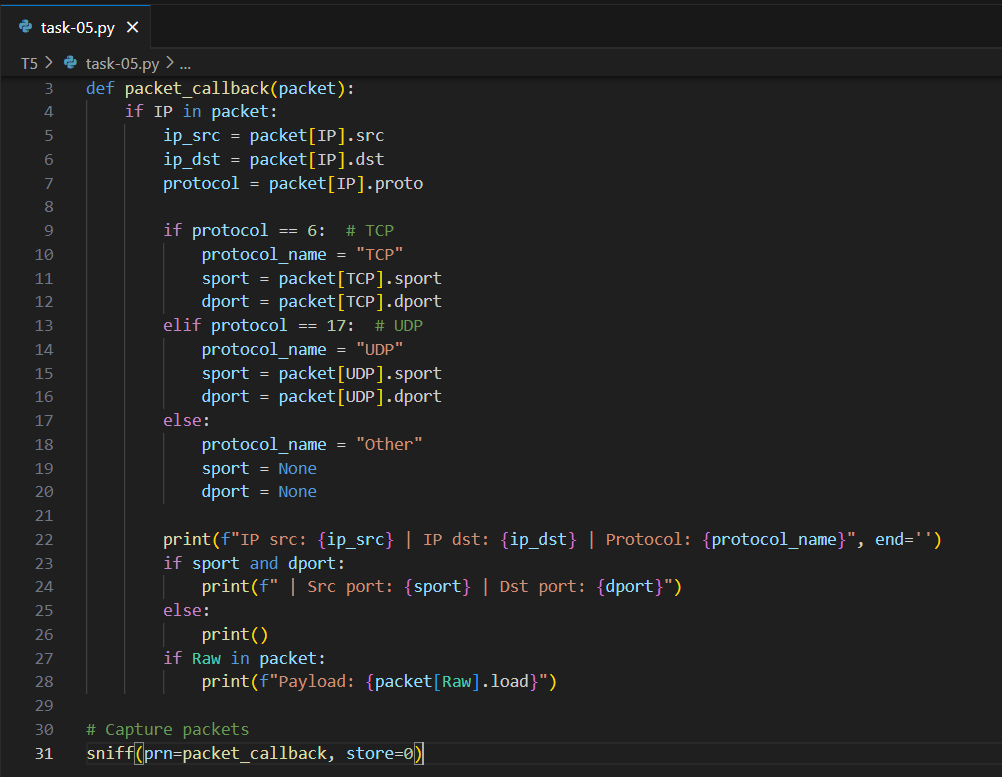 task-05.py ×
T5 > task-05.py > ...
3 def packet_callback(packet):
4     if IP in packet:
5         ip_src = packet[IP].src
6         ip_dst = packet[IP].dst
7         protocol = packet[IP].proto
8
9         if protocol == 6:  # TCP
10             protocol_name = "TCP"
11             sport = packet[TCP].sport
12             dport = packet[TCP].dport
13         elif protocol == 17:  # UDP
14             protocol_name = "UDP"
15             sport = packet[UDP].sport
16             dport = packet[UDP].dport
17         else:
18             protocol_name = "Other"
19             sport = None
20             dport = None
21
22         print(f"IP src: {ip_src} | IP dst: {ip_dst} | Protocol: {protocol_name}", end='')
23         if sport and dport:
24             print(f" | Src port: {sport} | Dst port: {dport}")
25         else:
26             print()
27         if Raw in packet:
28             print(f"Payload: {packet[Raw].load}")
29
30 # Capture packets
31 sniff(prn=packet_callback, store=0)